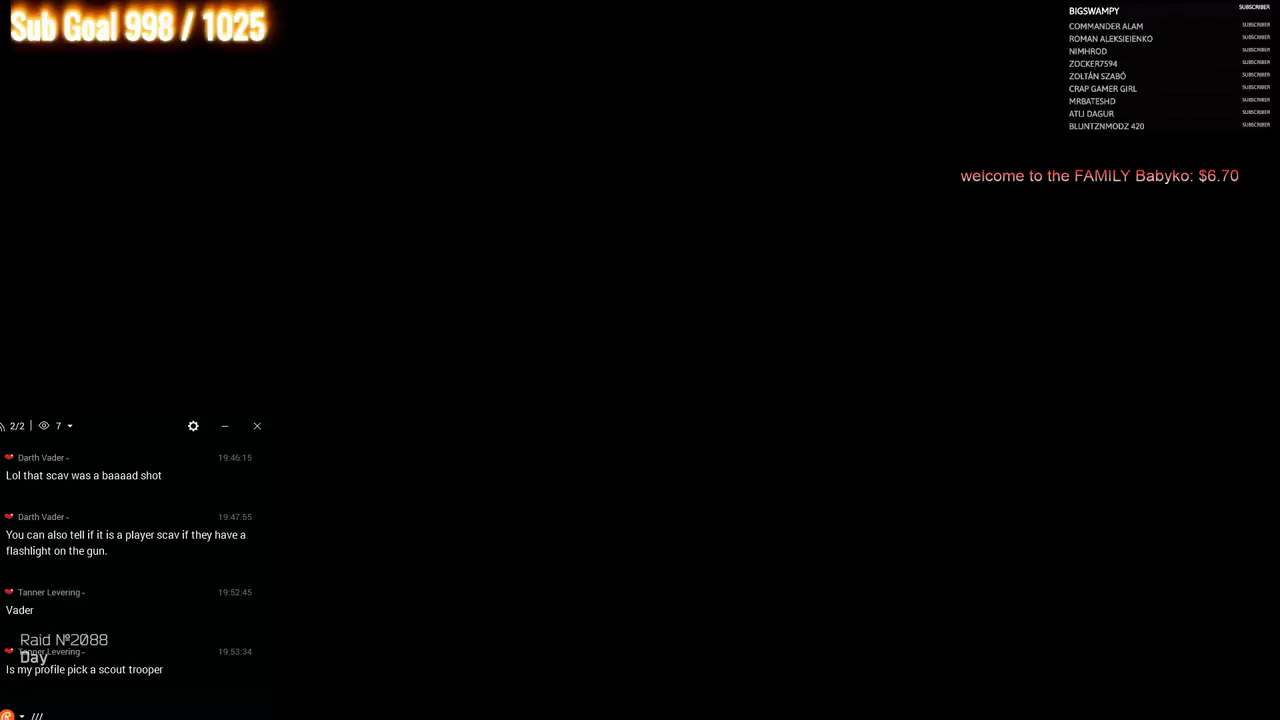 Sub Goal 998 / 1025
BIGSWAMPY SUBSCRIBER
COMMANDER ALAM SUBSCRIBER
ROMAN ALEKSIEIENKO SUBSCRIBER
NIMHROD SUBSCRIBER
ZOCKER7594 SUBSCRIBER
ZOLTÁN SZABÓ SUBSCRIBER
CRAP GAMER GIRL SUBSCRIBER
MRBATESHD SUBSCRIBER
ATLI DAGUR SUBSCRIBER
BLUNTZNMODZ 420 SUBSCRIBER
welcome to the FAMILY Babyko: $6.70
2/2 | 7
Darth Vader 19:46:15
Lol that scav was a baaaad shot
Darth Vader 19:47:55
You can also tell if it is a player scav if they have a
flashlight on the gun.
Tanner Levering 19:52:45
Vader
Raid №2088
Tanner Levering 19:53:34
Day
Is my profile pick a scout trooper
///